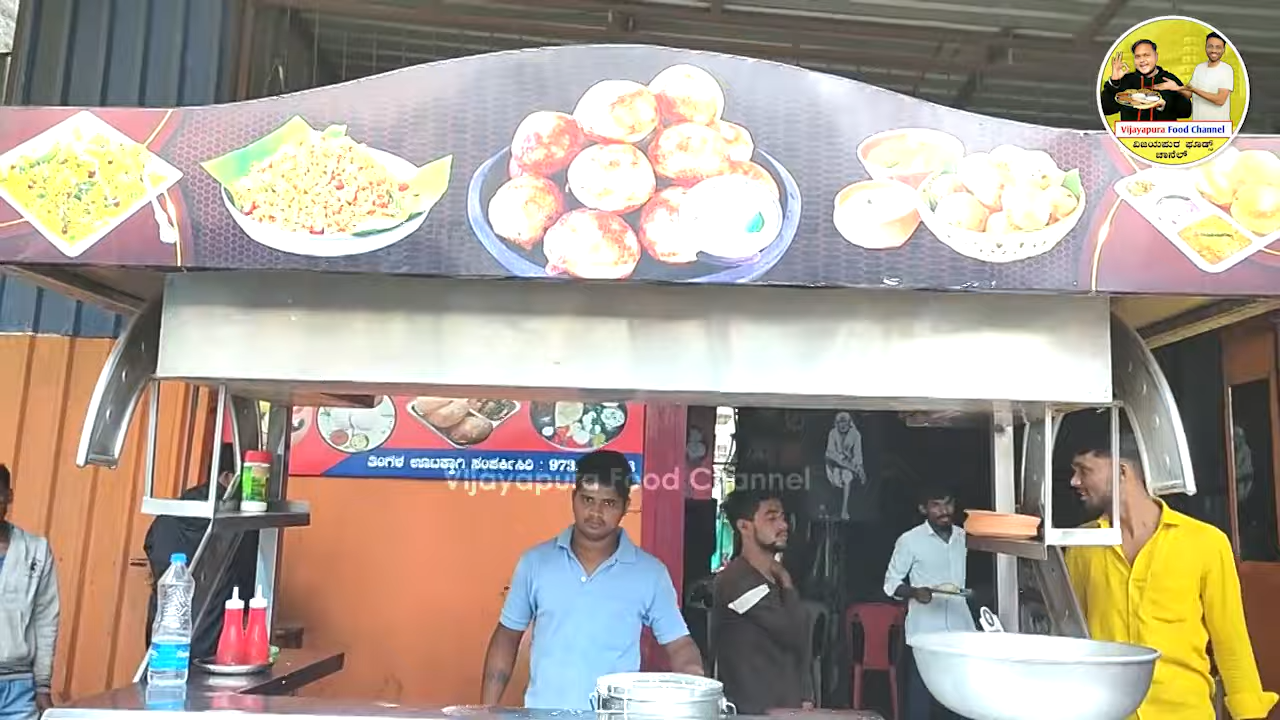 Vijayapura Food Channel
ವಿಜಯಪುರ ಫೂಡ್ಸ್
ಚಾನೆಲ್
ತಿಂಗಳ ಊಟಕ್ಕಾಗಿ ಸಂಪರ್ಕಿಸಿರಿ : 973
Vijayapura Food Channel